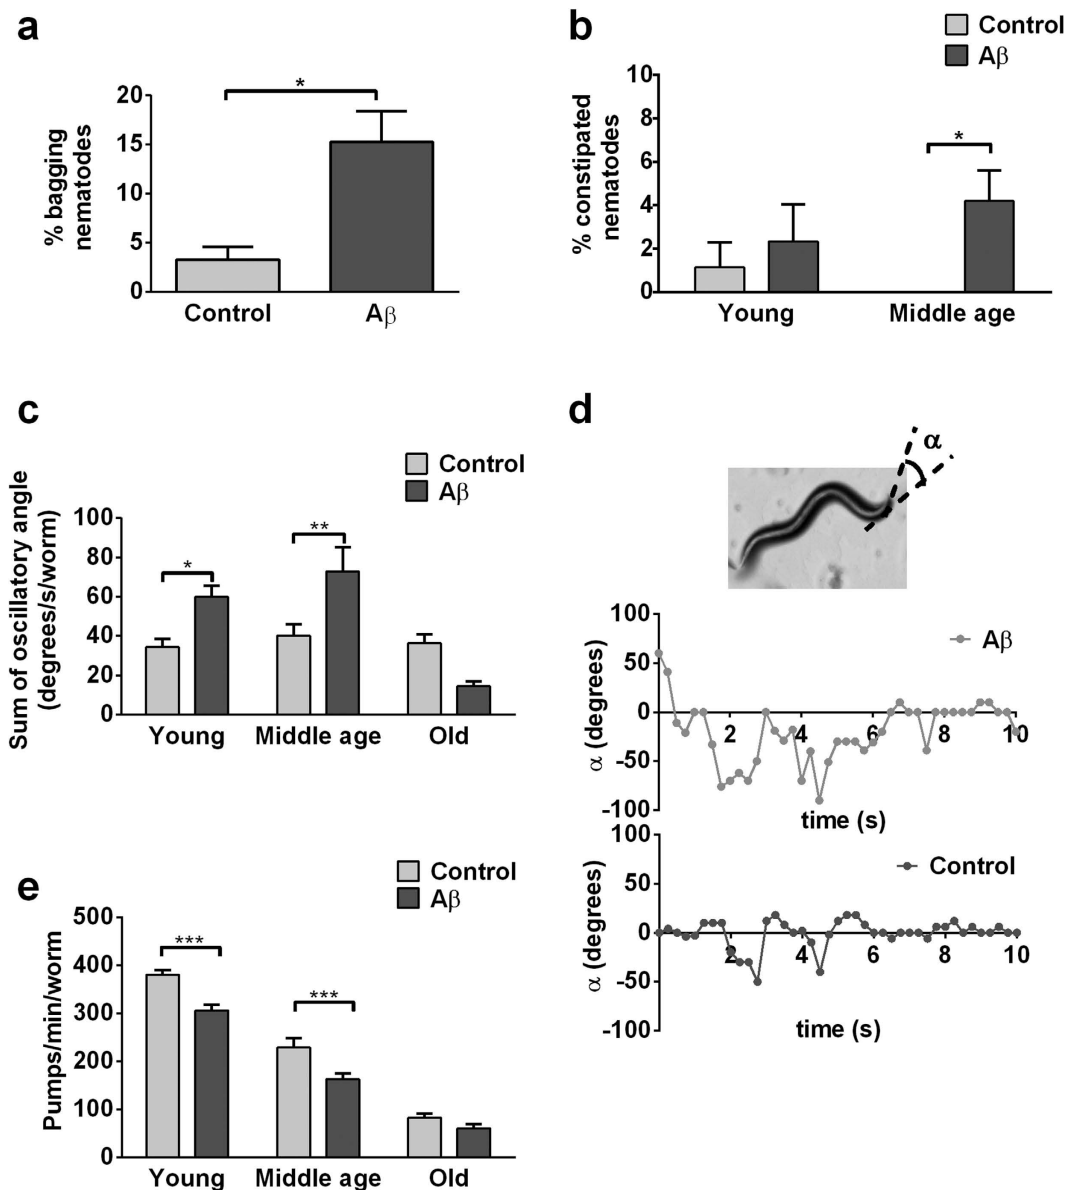 a
% bagging
nematodes
20
15
10
5
0
*
Control
Aβ
b
Control
Aβ
% constipated
nematodes
10
8
6
4
2
0
*
Young
Middle age
c
Control
Aβ
Sum of oscillatory angle
(degrees/s/worm)
100
80
60
40
20
0
*
**
Young
Middle age
Old
d
α
α (degrees)
100
50
0
-50
-100
2
4
6
8
10
Aβ
time (s)
α (degrees)
100
50
0
-50
-100
2
4
6
8
10
Control
time (s)
e
Control
Aβ
Pumps/min/worm
500
400
300
200
100
0
***
***
Young
Middle age
Old